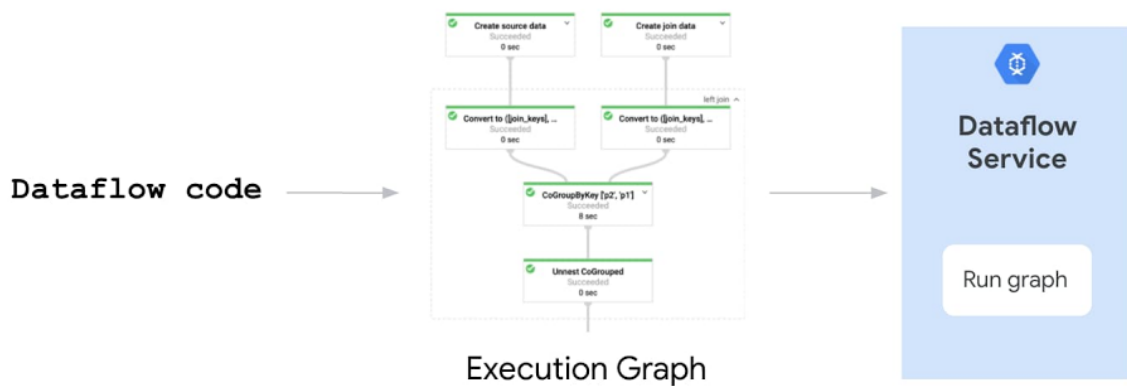 Create source data
Succeeded
0 sec
Create join data
Succeeded
0 sec
left join
Convert to ([join_keys], ...
Succeeded
0 sec
Convert to ([join_keys], ...
Succeeded
0 sec
Dataflow code
CoGroupByKey ['p2', 'p1']
Succeeded
8 sec
Unnest CoGrouped
Succeeded
0 sec
Execution Graph
Dataflow
Service
Run graph